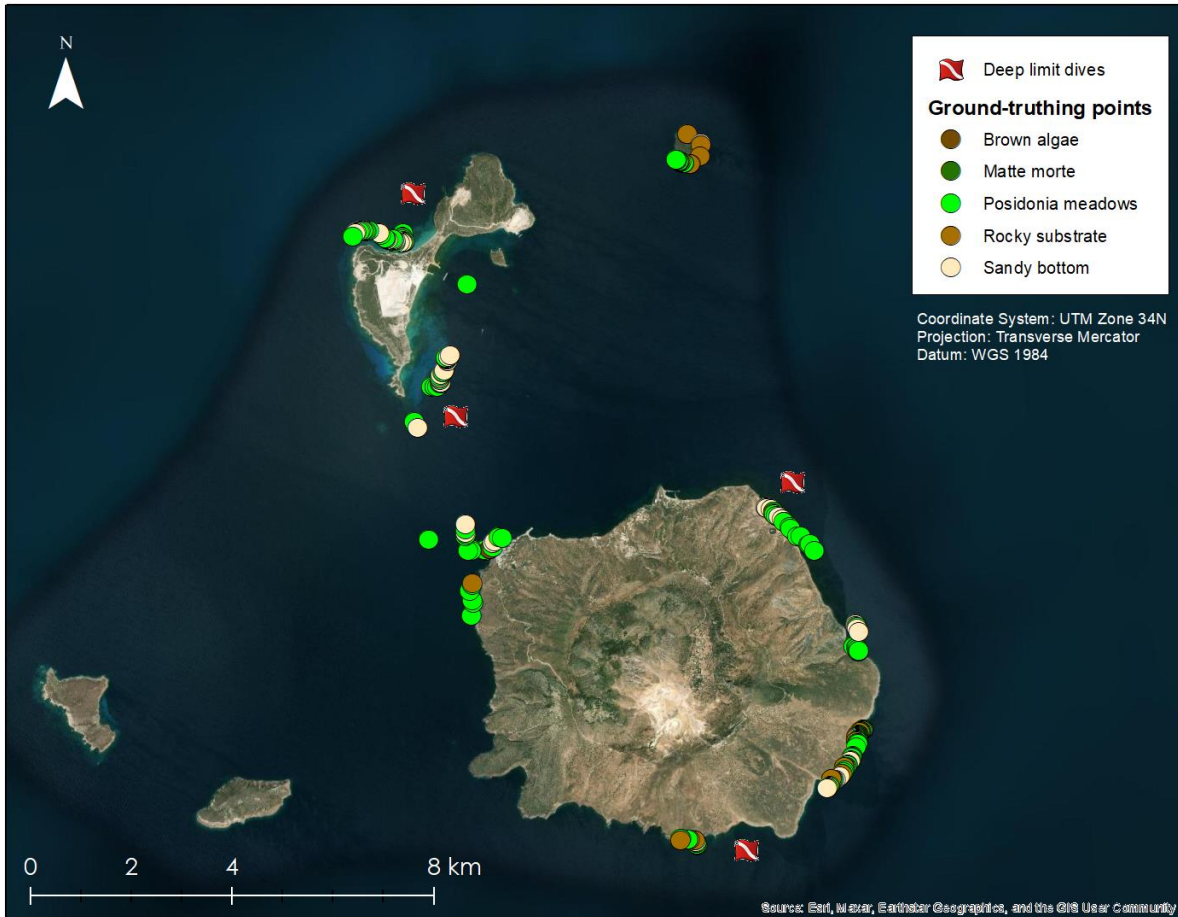 N
Deep limit dives
Ground-truthing points
Brown algae
Matte morte
Posidonia meadows
Rocky substrate
Sandy bottom
Coordinate System: UTM Zone 34N
Projection: Transverse Mercator
Datum: WGS 1984
0 2 4 8 km
Source: Esri, Maxar, Earthstar Geographics, and the GIS User Community